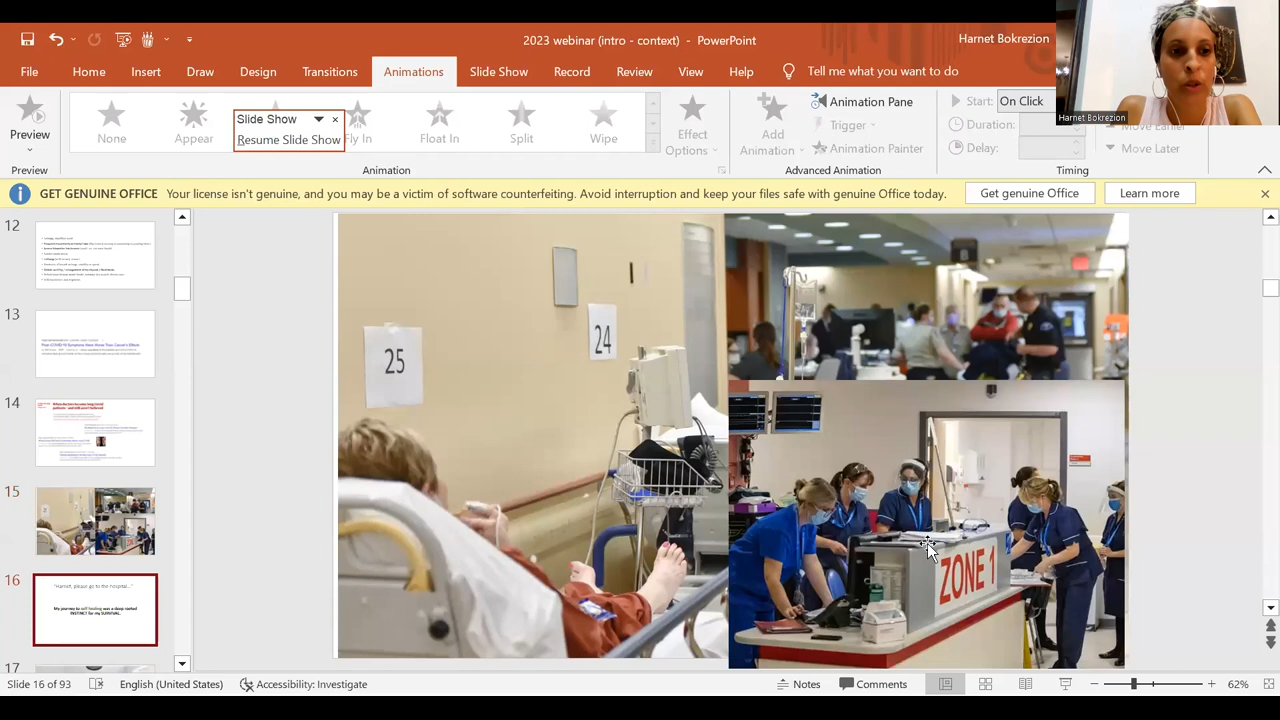 2023 webinar (intro - context) - PowerPoint
Harnet Bokrezion
File Home Insert Draw Design Transitions Animations Slide Show Record Review View Help Tell me what you want to do
Preview
None
Appear
Slide Show
Resume Slide Show
Fly In
Float In
Split
Wipe
Effect
Options
Add
Animation
Animation Pane
Trigger
Animation Painter
Start: On Click
Duration:
Delay:
Move Earlier
Move Later
Harnet Bokrezion
Preview
Animation
Advanced Animation
Timing
GET GENUINE OFFICE Your license isn't genuine, and you may be a victim of software counterfeiting. Avoid interruption and keep your files safe with genuine Office today. Get genuine Office Learn more
12
13
14
15
16
"Harnet, please go to the hospital..."
My journey to self healing was a deep rooted
INSTINCT for my SURVIVAL.
17
25
24
ZONE 1
Slide 16 of 93 English (United States) Accessibility: Investigate Notes Comments 62%